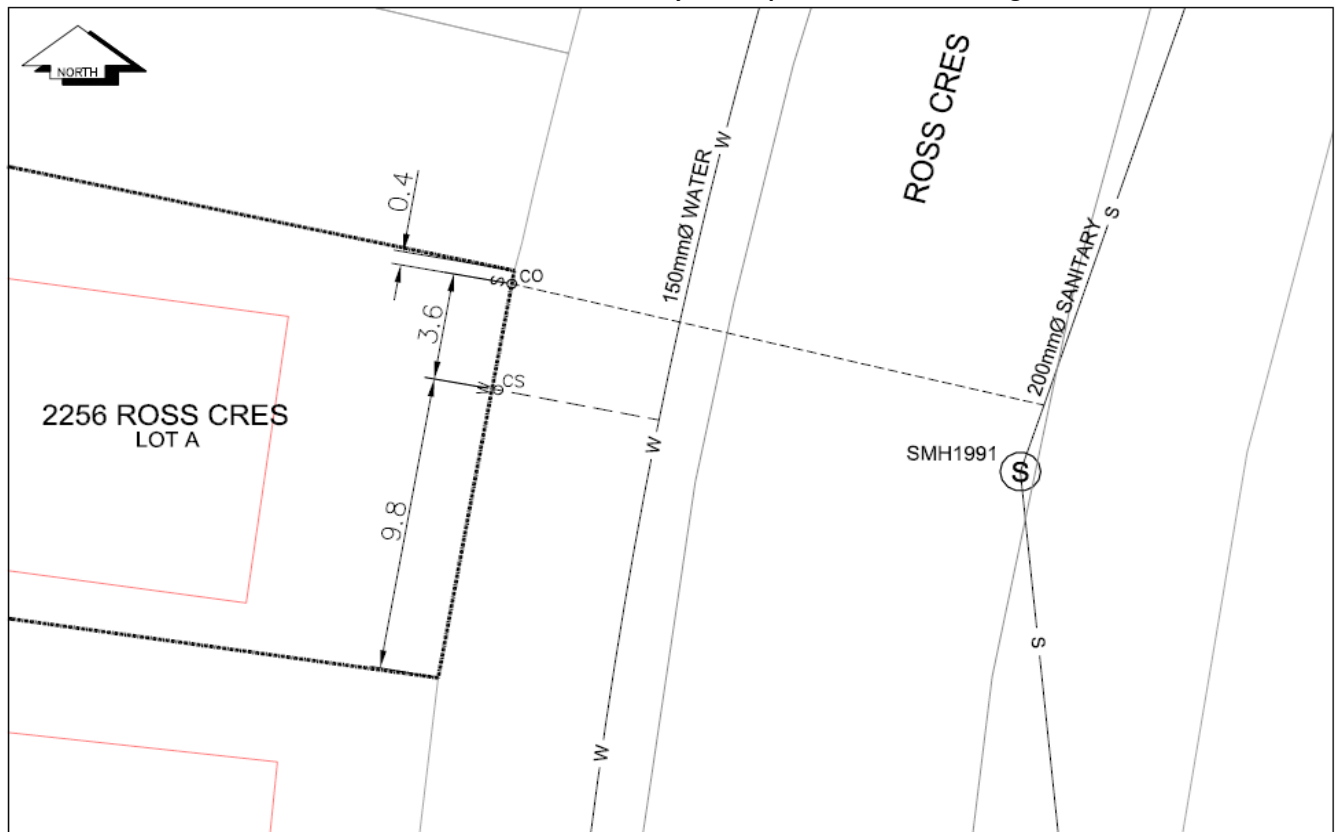 NORTH
ROSS CRES
150mmØ WATER
W
0.4
S
CO
3.6
200mmØ SANITARY
S
W
CS
2256 ROSS CRES
LOT A
W
SMH1991
S
9.8
S
W